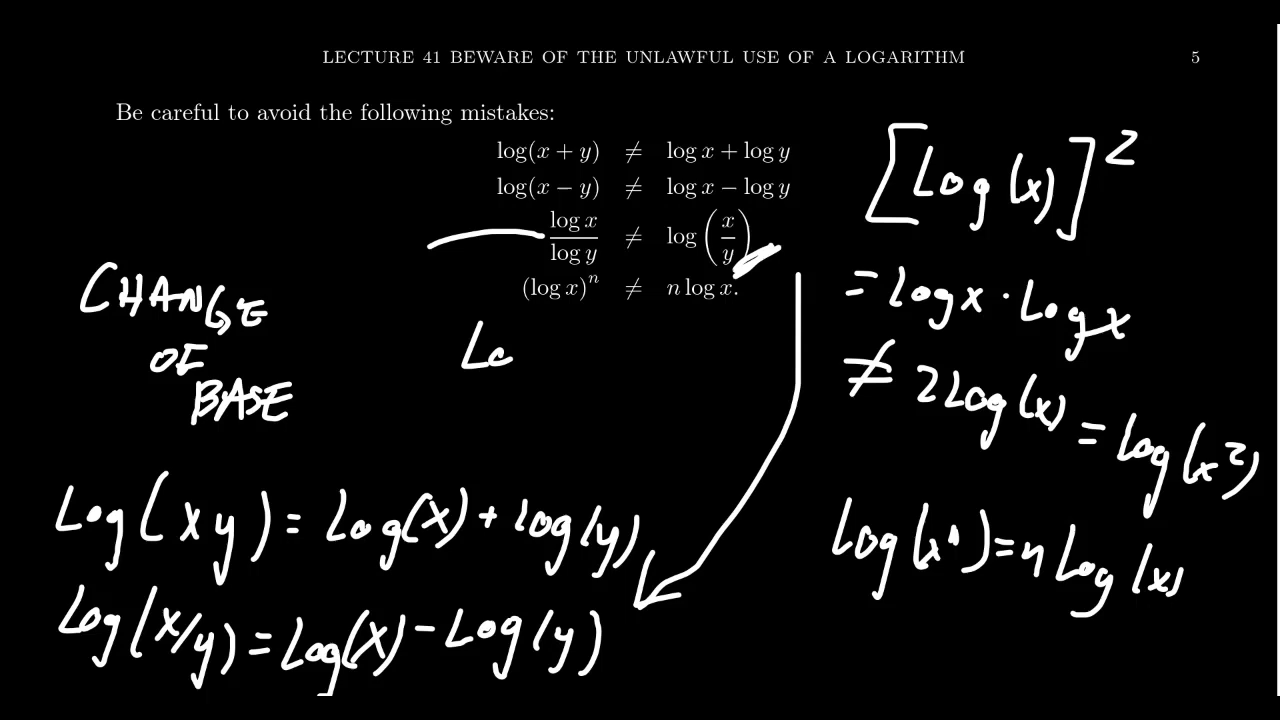 LECTURE 41 BEWARE OF THE UNLAWFUL USE OF A LOGARITHM 5
Be careful to avoid the following mistakes:
log(x + y) ≠ log x + log y
log(x − y) ≠ log x − log y
log x / log y ≠ log (x / y)
(log x)^n ≠ n log x.
CHANGE
OF
BASE
Lo
Log(xy) = Log(x) + log(y)
Log(x/y) = Log(x) − Log(y)
[Log(x)]^2
= Log x · Log x
≠ 2Log(x) = Log(x^2)
Log(x^n) = n Log(x)